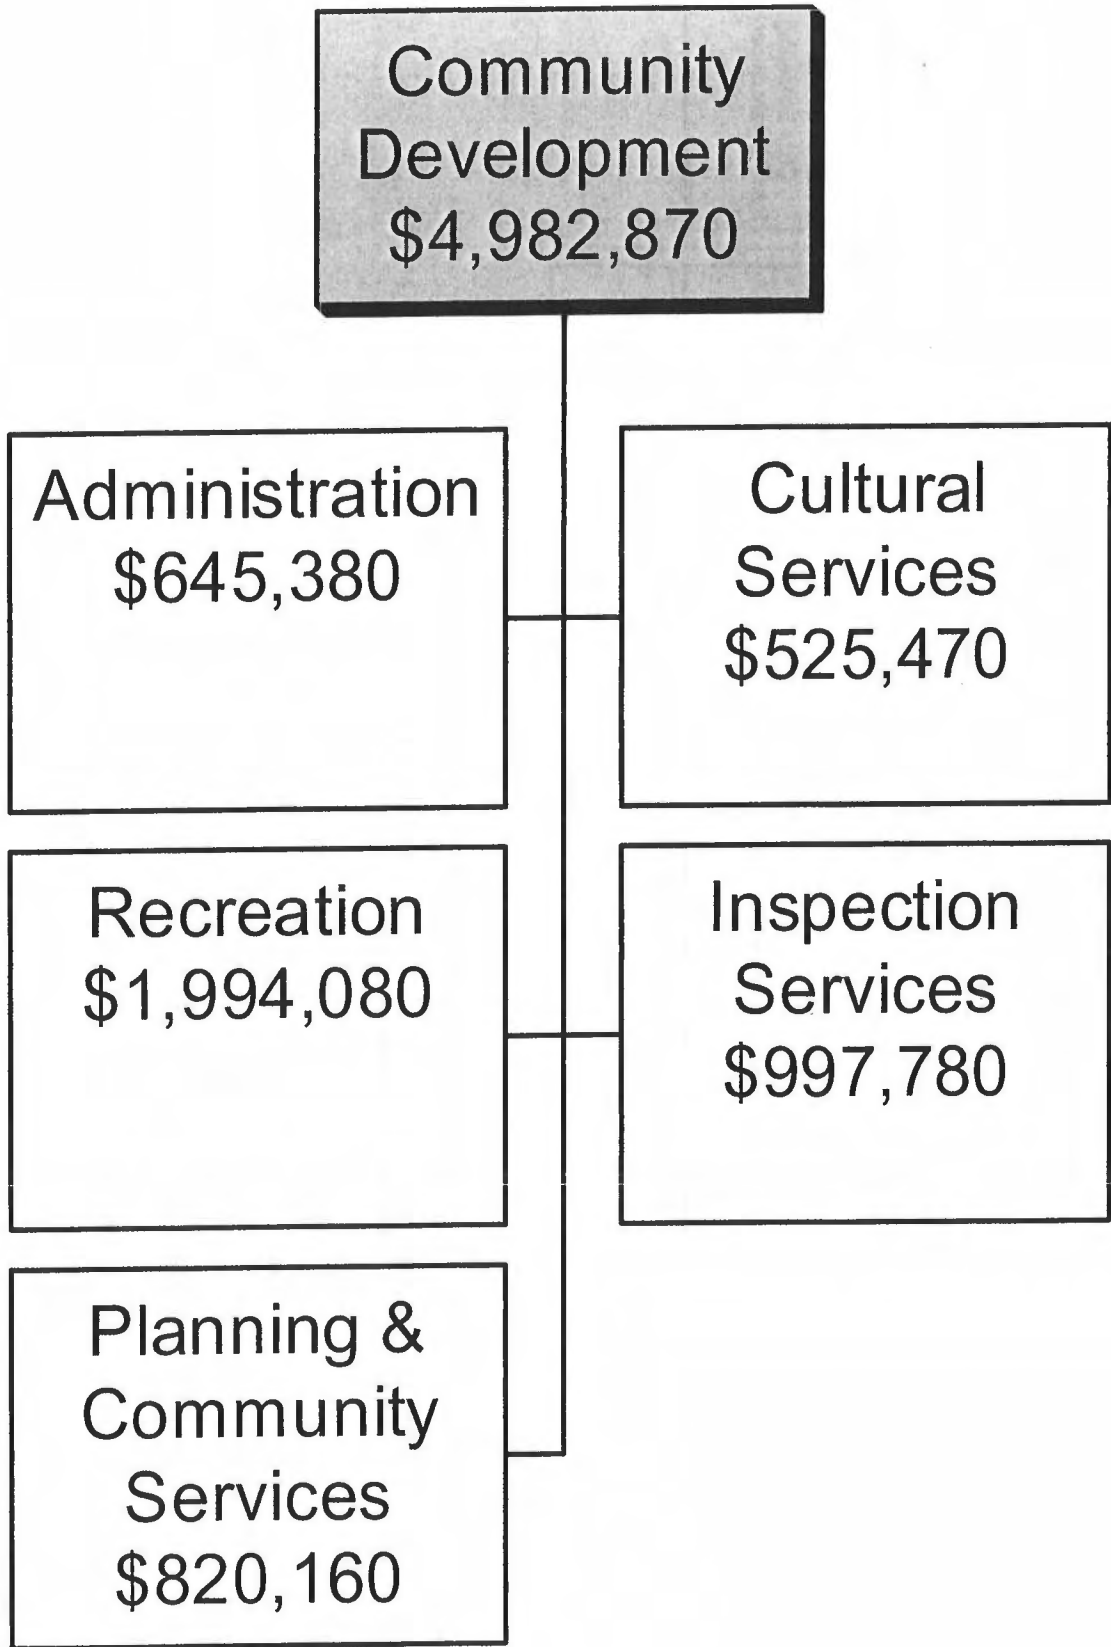 Community
Development
$4,982,870
Administration
$645,380
Cultural
Services
$525,470
Recreation
$1,994,080
Inspection
Services
$997,780
Planning &
Community
Services
$820,160